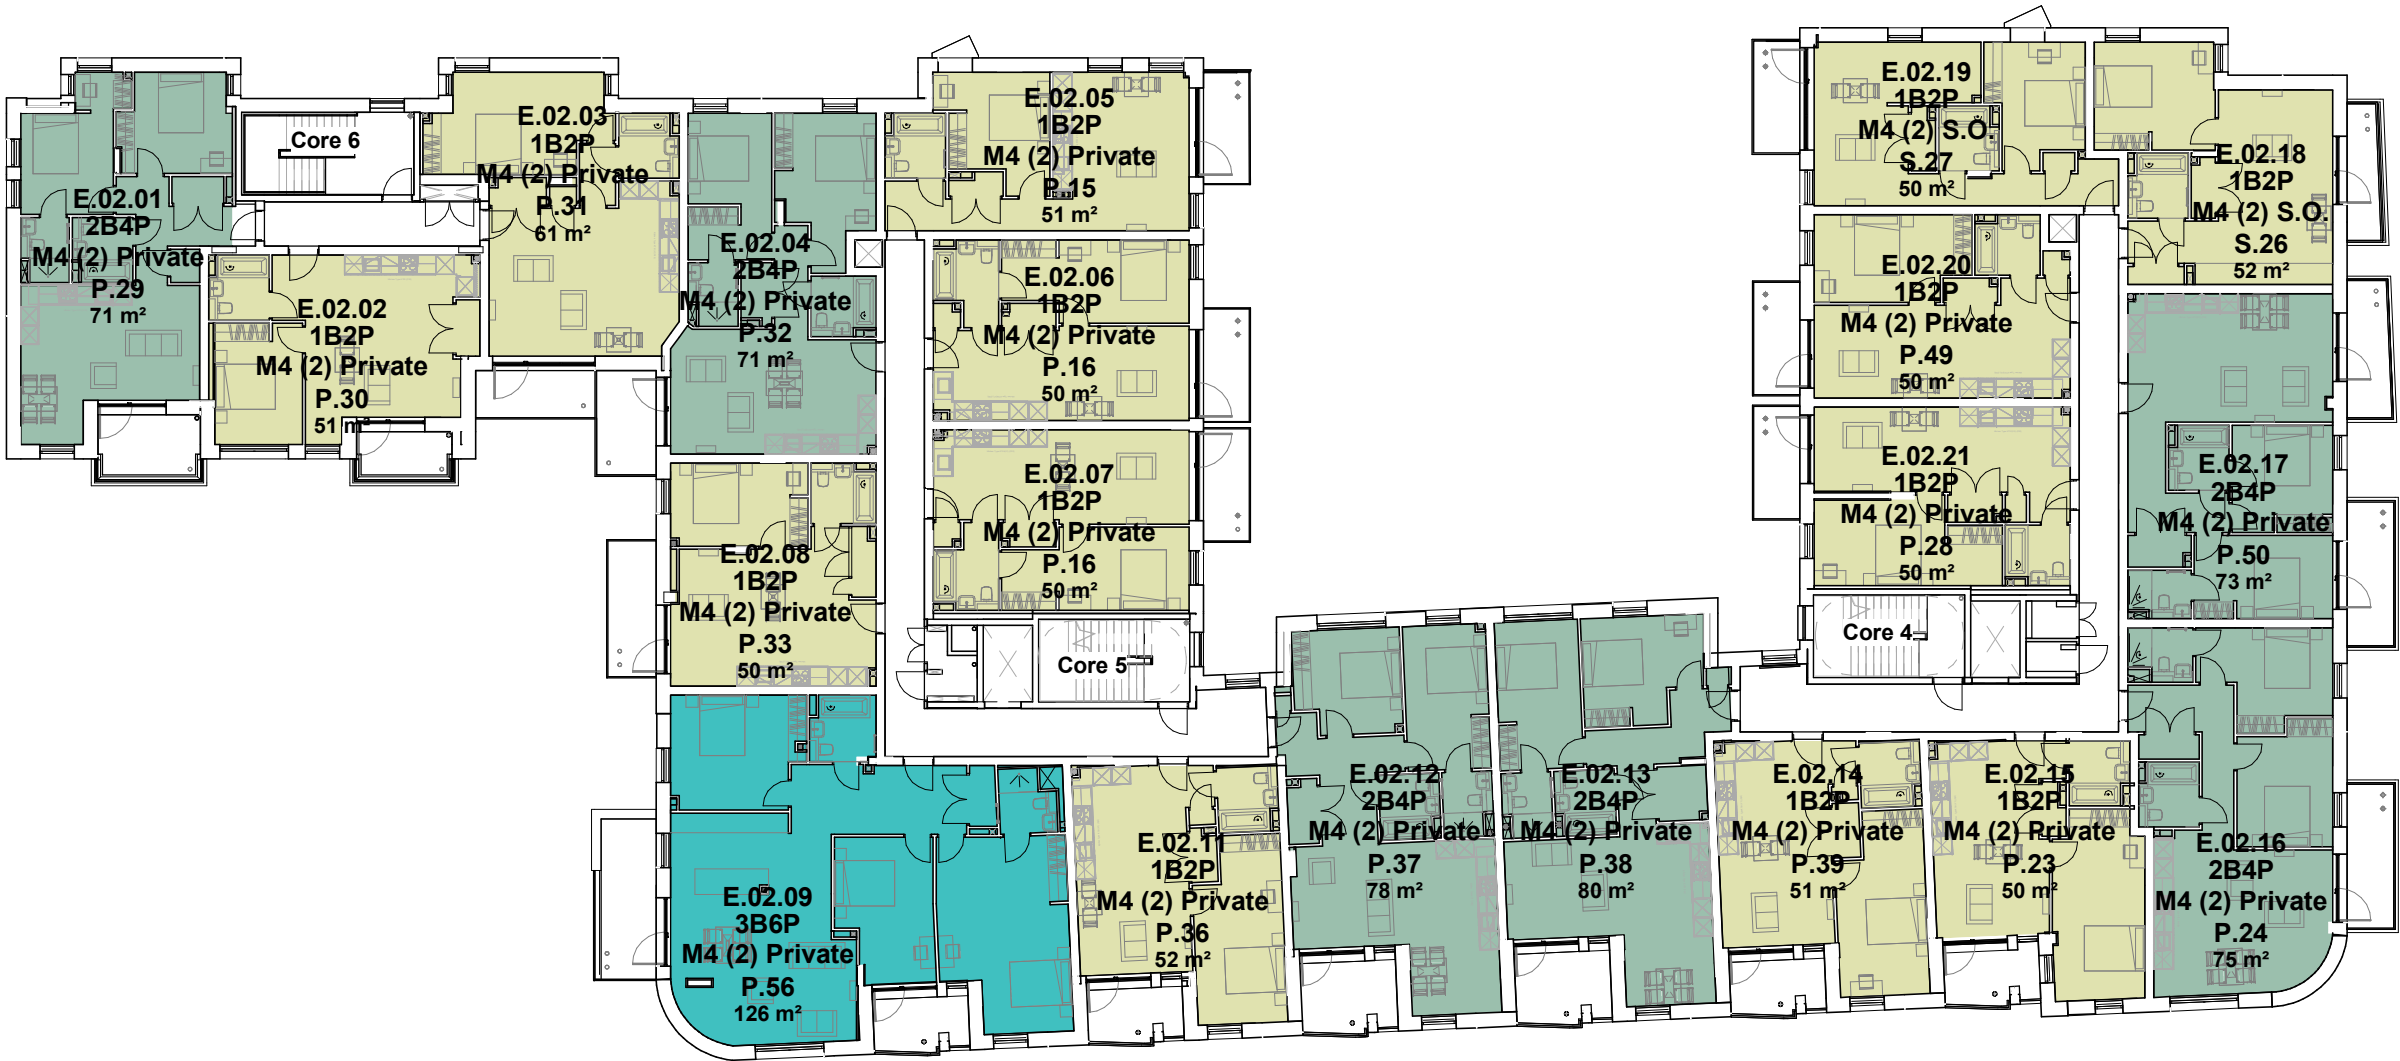 Core 6
E.02.01
2B4P
M4 (2) Private
P.29
71 m²
E.02.02
1B2P
M4 (2) Private
P.30
51 m²
E.02.03
1B2P
M4 (2) Private
P.31
61 m²
E.02.04
2B4P
M4 (2) Private
P.32
71 m²
E.02.05
1B2P
M4 (2) Private
P.15
51 m²
E.02.06
1B2P
M4 (2) Private
P.16
50 m²
E.02.07
1B2P
M4 (2) Private
P.16
50 m²
E.02.08
1B2P
M4 (2) Private
P.33
50 m²
Core 5
E.02.09
3B6P
M4 (2) Private
P.56
126 m²
E.02.11
1B2P
M4 (2) Private
P.36
52 m²
E.02.12
2B4P
M4 (2) Private
P.37
78 m²
E.02.13
2B4P
M4 (2) Private
P.38
80 m²
E.02.14
1B2P
M4 (2) Private
P.39
51 m²
E.02.15
1B2P
M4 (2) Private
P.23
50 m²
E.02.16
2B4P
M4 (2) Private
P.24
75 m²
E.02.17
2B4P
M4 (2) Private
P.50
73 m²
E.02.18
1B2P
M4 (2) S.O.
S.26
52 m²
E.02.19
1B2P
M4 (2) S.O.
S.27
50 m²
E.02.20
1B2P
M4 (2) Private
P.49
50 m²
E.02.21
1B2P
M4 (2) Private
P.28
50 m²
Core 4